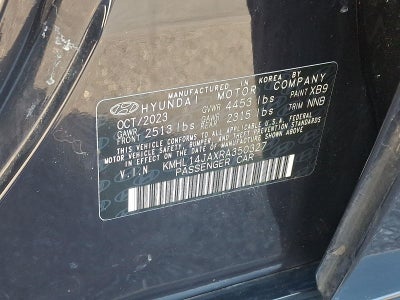 MANUFACTURED IN KOREA BY
HYUNDAI MOTOR COMPANY
OCT/2023 GVWR 4453 lbs PAINT XB9
GAWR FRONT 2513 lbs GAWR REAR 2315 lbs TRIM NNB
THIS VEHICLE CONFORMS TO ALL APPLICABLE U.S.A. FEDERAL
MOTOR VEHICLE SAFETY, BUMPER, AND THEFT PREVENTION STANDARDS
IN EFFECT ON THE DATE OF MANUFACTURE SHOWN ABOVE.
V.I.N KMHL14JAXRA350327
PASSENGER CAR